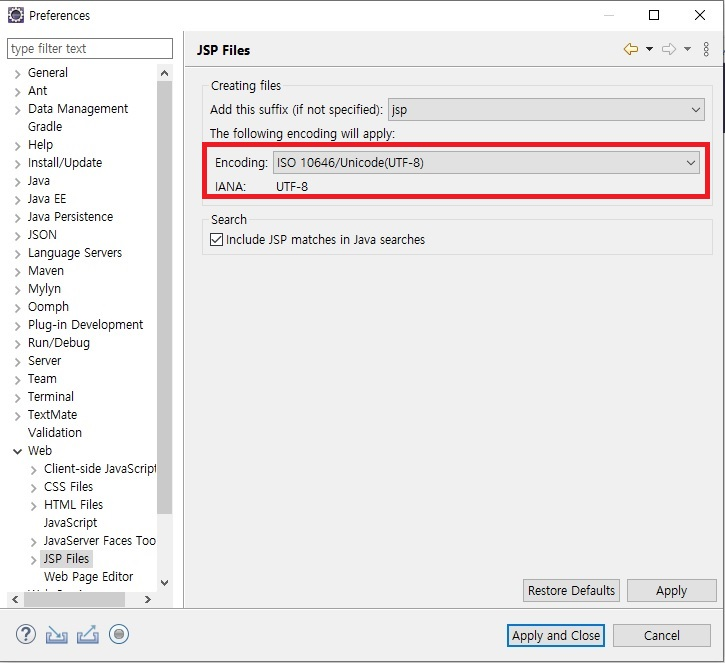 Preferences
type filter text
General
Ant
Data Management
Gradle
Help
Install/Update
Java
Java EE
Java Persistence
JSON
Language Servers
Maven
Mylyn
Oomph
Plug-in Development
Run/Debug
Server
Team
Terminal
TextMate
Validation
Web
Client-side JavaScript
CSS Files
HTML Files
JavaScript
JavaServer Faces Too
JSP Files
Web Page Editor
JSP Files
Creating files
Add this suffix (if not specified): jsp
The following encoding will apply:
Encoding: ISO 10646/Unicode(UTF-8)
IANA: UTF-8
Search
Include JSP matches in Java searches
Restore Defaults Apply
? Apply and Close Cancel